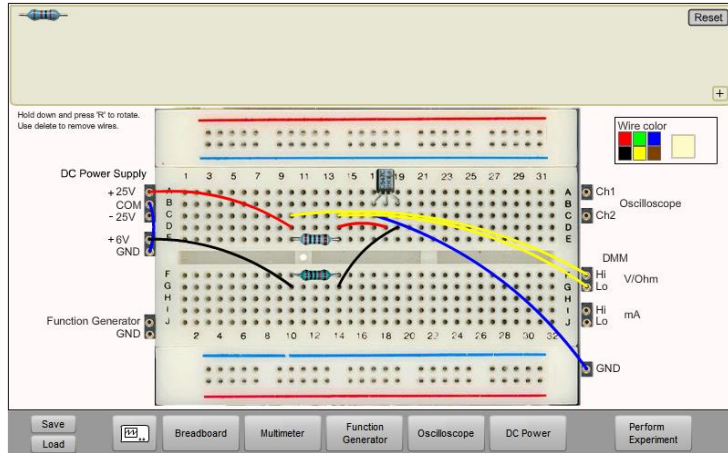 Reset
+
Hold down and press 'R' to rotate.
Use delete to remove wires.
Wire color
DC Power Supply
1 3 5 7 9 11 13 15 17 19 21 23 25 27 29 31
+ 25V
COM
- 25V
+6V
GND
A
B
C
D
E
A
B
C
D
E
Ch1
Oscilloscope
Ch2
DMM
F
G
H
I
J
F
G
H
I
J
Hi
V/Ohm
Lo
Hi
mA
Lo
Function Generator
GND
2 4 6 8 10 12 14 16 18 20 22 24 26 28 30 32
GND
Save
Load
Breadboard
Multimeter
Function
Generator
Oscilloscope
DC Power
Perform
Experiment